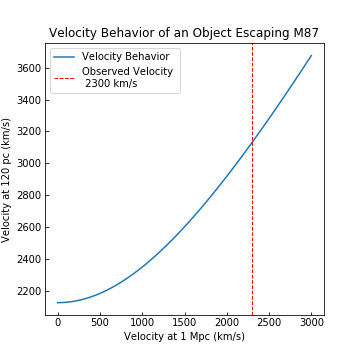 Velocity Behavior of an Object Escaping M87
Velocity Behavior
Observed Velocity
2300 km/s
Velocity at 120 pc (km/s)
3600
3400
3200
3000
2800
2600
2400
2200
0 500 1000 1500 2000 2500 3000
Velocity at 1 Mpc (km/s)